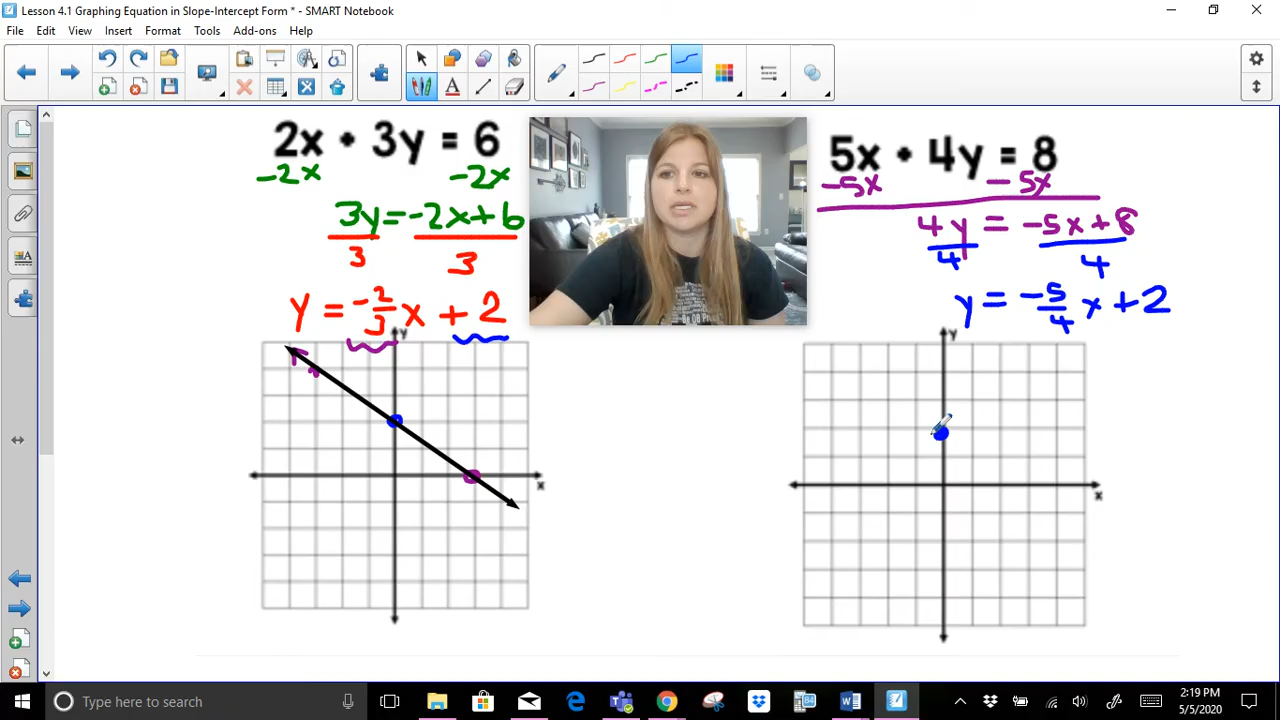 Lesson 4.1 Graphing Equation in Slope-Intercept Form * - SMART Notebook
File Edit View Insert Format Tools Add-ons Help
2x + 3y = 6
-2x -2x
3y = -2x + 6
3 3
y = -2/3 x + 2
y
x
5x + 4y = 8
-5x -5x
4y = -5x + 8
4 4
y = -5/4 x + 2
y
x
Type here to search
2:19 PM
5/5/2020